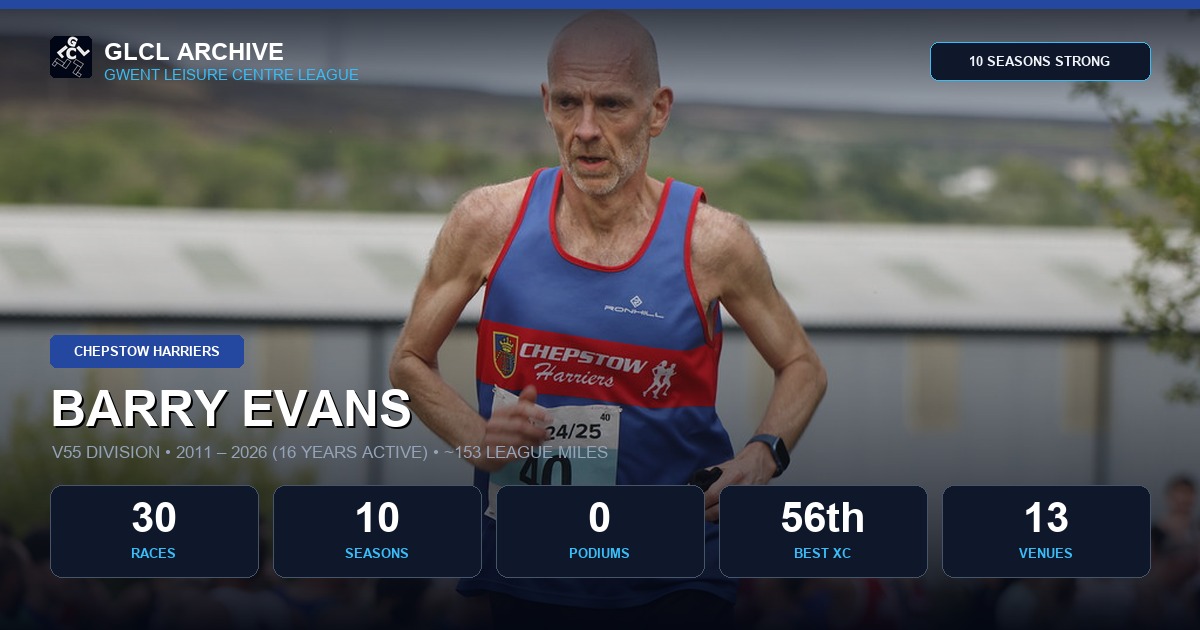 GLCL ARCHIVE
GWENT LEISURE CENTRE LEAGUE
10 SEASONS STRONG
RONHILL
CHEPSTOW
Harriers
CHEPSTOW HARRIERS
BARRY EVANS
40
24/25
V55 DIVISION • 2011 – 2026 (16 YEARS ACTIVE) • ~153 LEAGUE MILES
40
30
RACES
10
SEASONS
0
PODIUMS
56th
BEST XC
13
VENUES